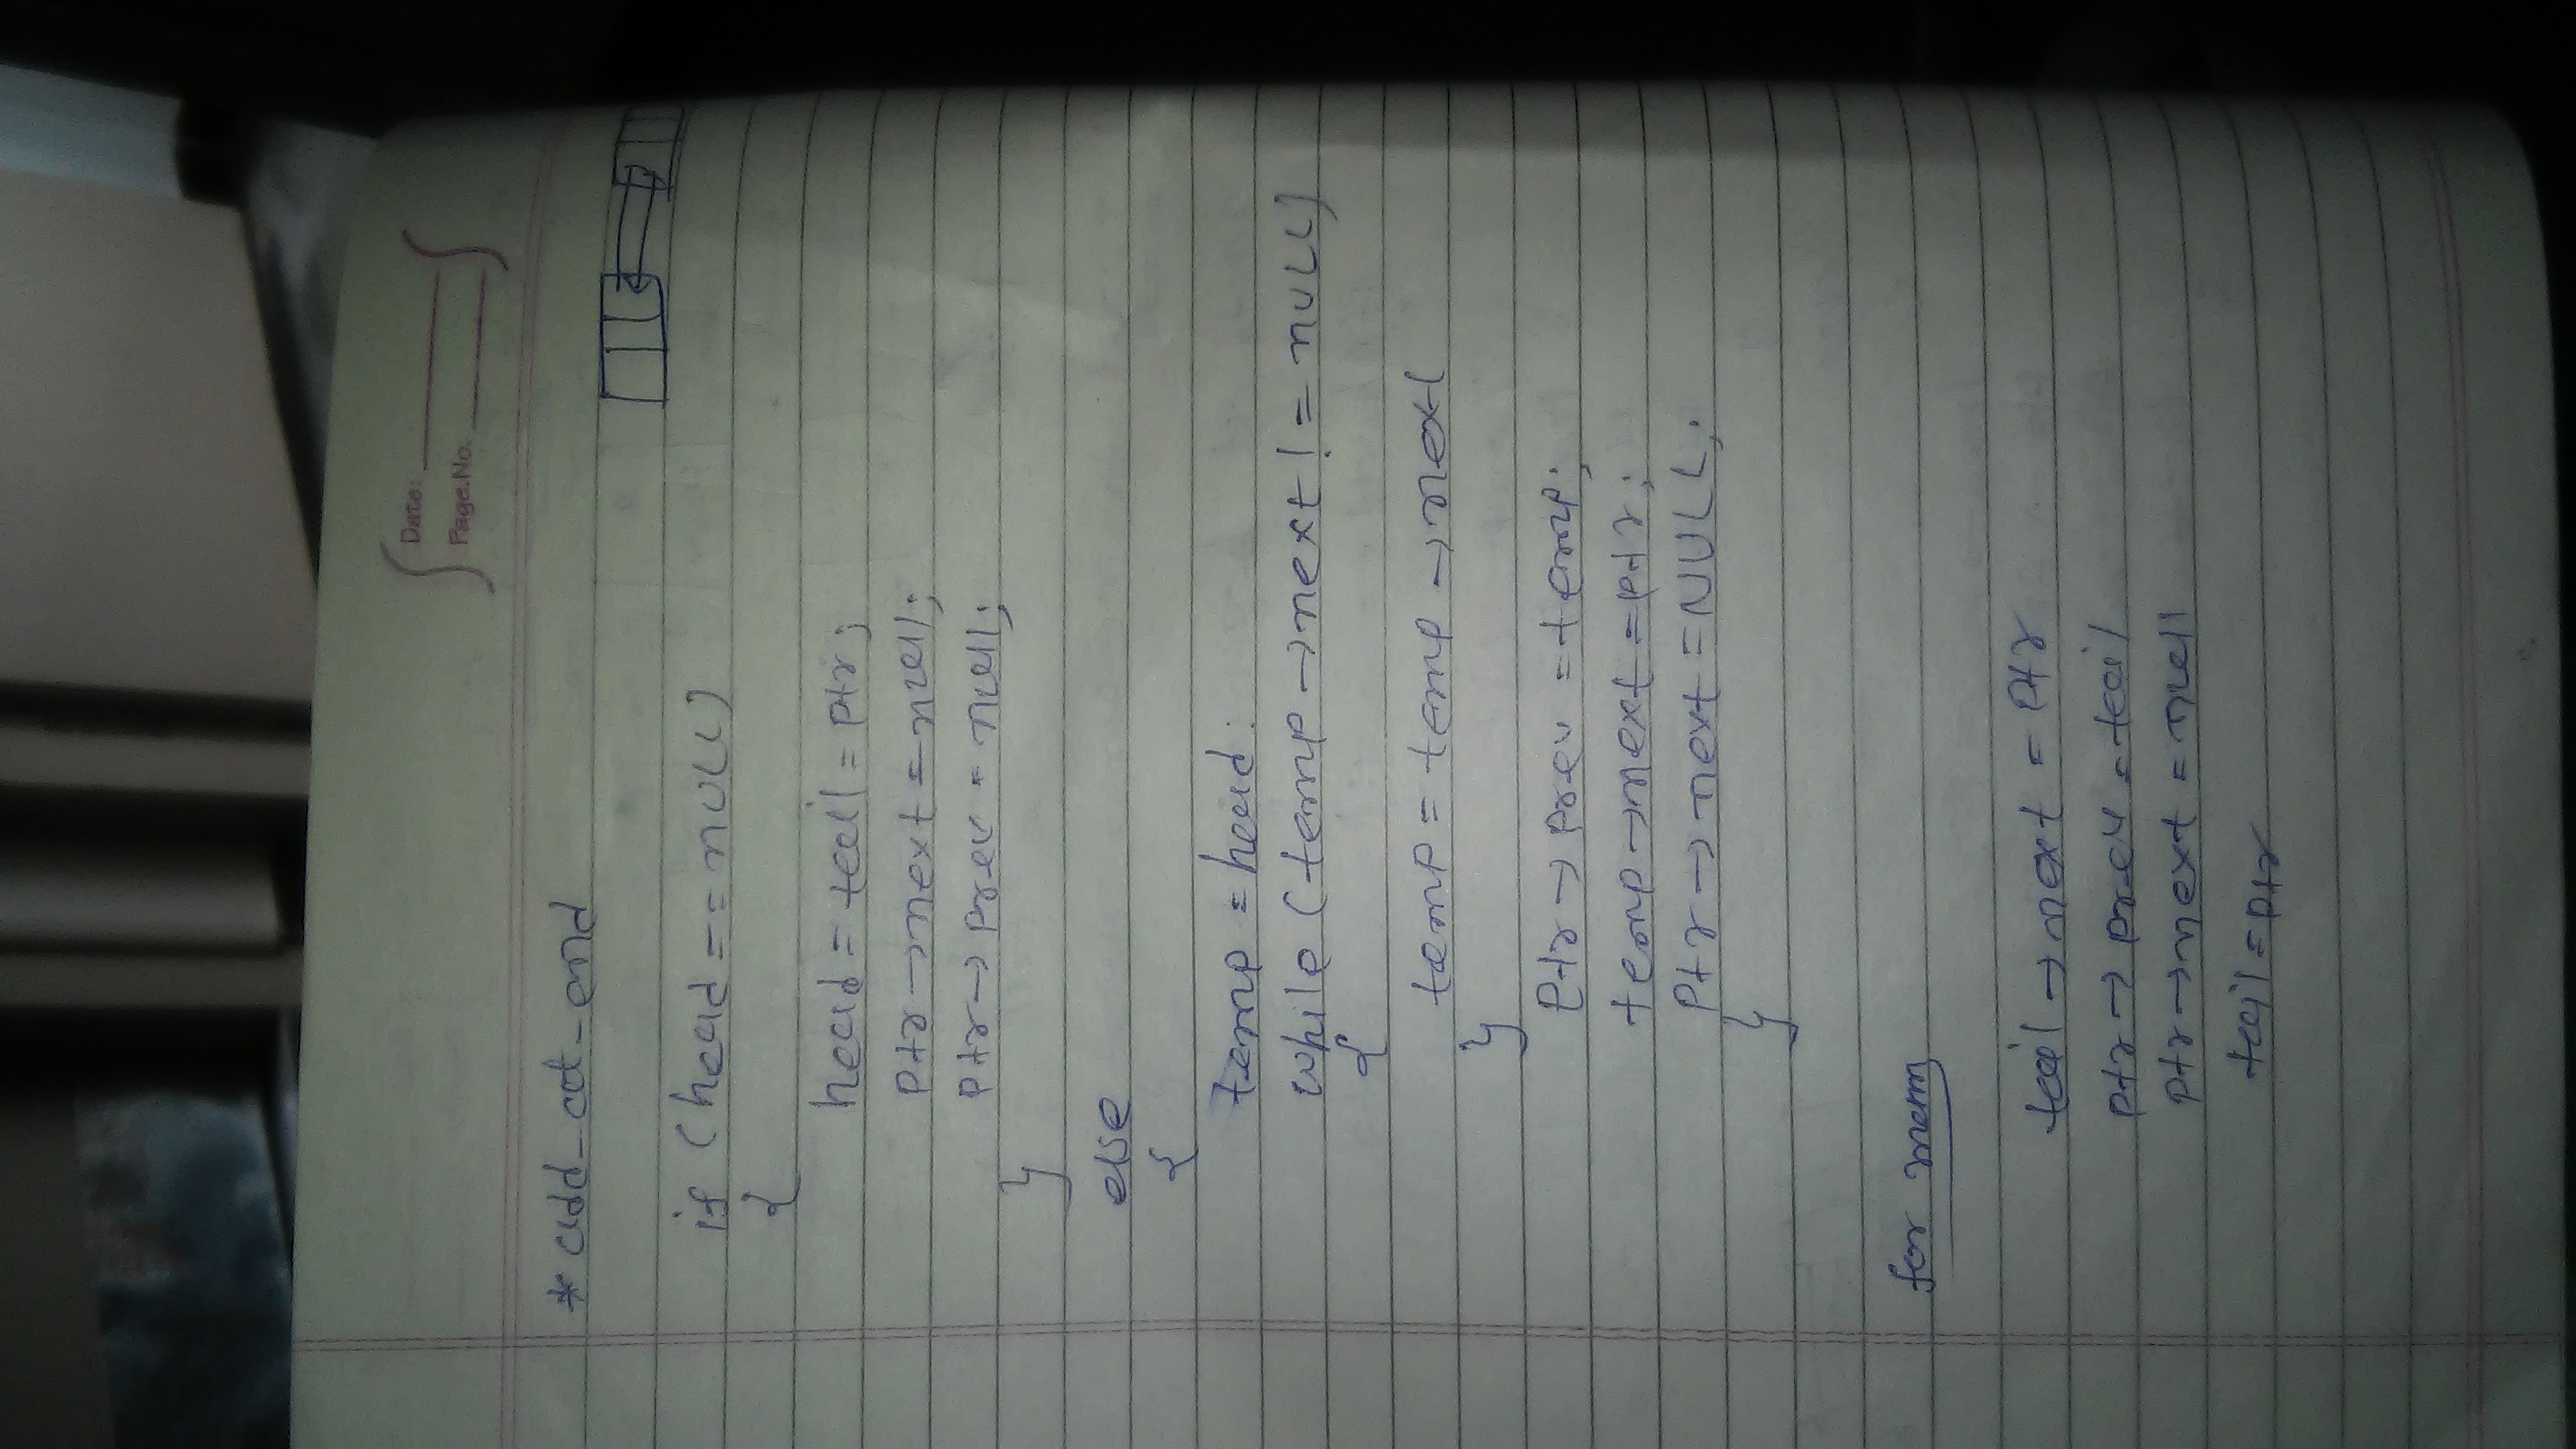 Date:
Page.No.
* add_at_end
if (head == NULL)
{
head = tail = ptr;
ptr → next = null;
ptr → prev = null;
}
else
{
temp = head;
while (temp → next != NULL)
{
temp = temp → next
}
ptr → prev = temp;
temp → next = ptr;
ptr → next = NULL;
}
for mam
tail → next = ptr
ptr → prev = tail
ptr → next = null
tail = ptr